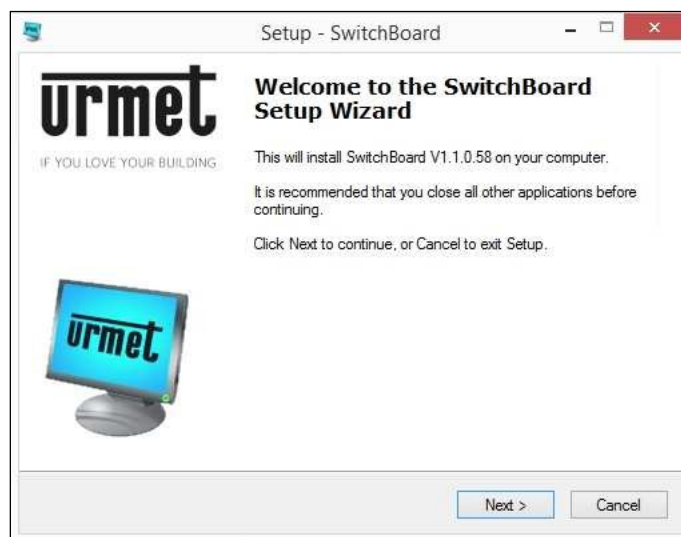 Setup - SwitchBoard
urmet
IF YOU LOVE YOUR BUILDING
Welcome to the SwitchBoard
Setup Wizard
This will install SwitchBoard V1.1.0.58 on your computer.
It is recommended that you close all other applications before
continuing.
Click Next to continue, or Cancel to exit Setup.
urmet
Next >
Cancel